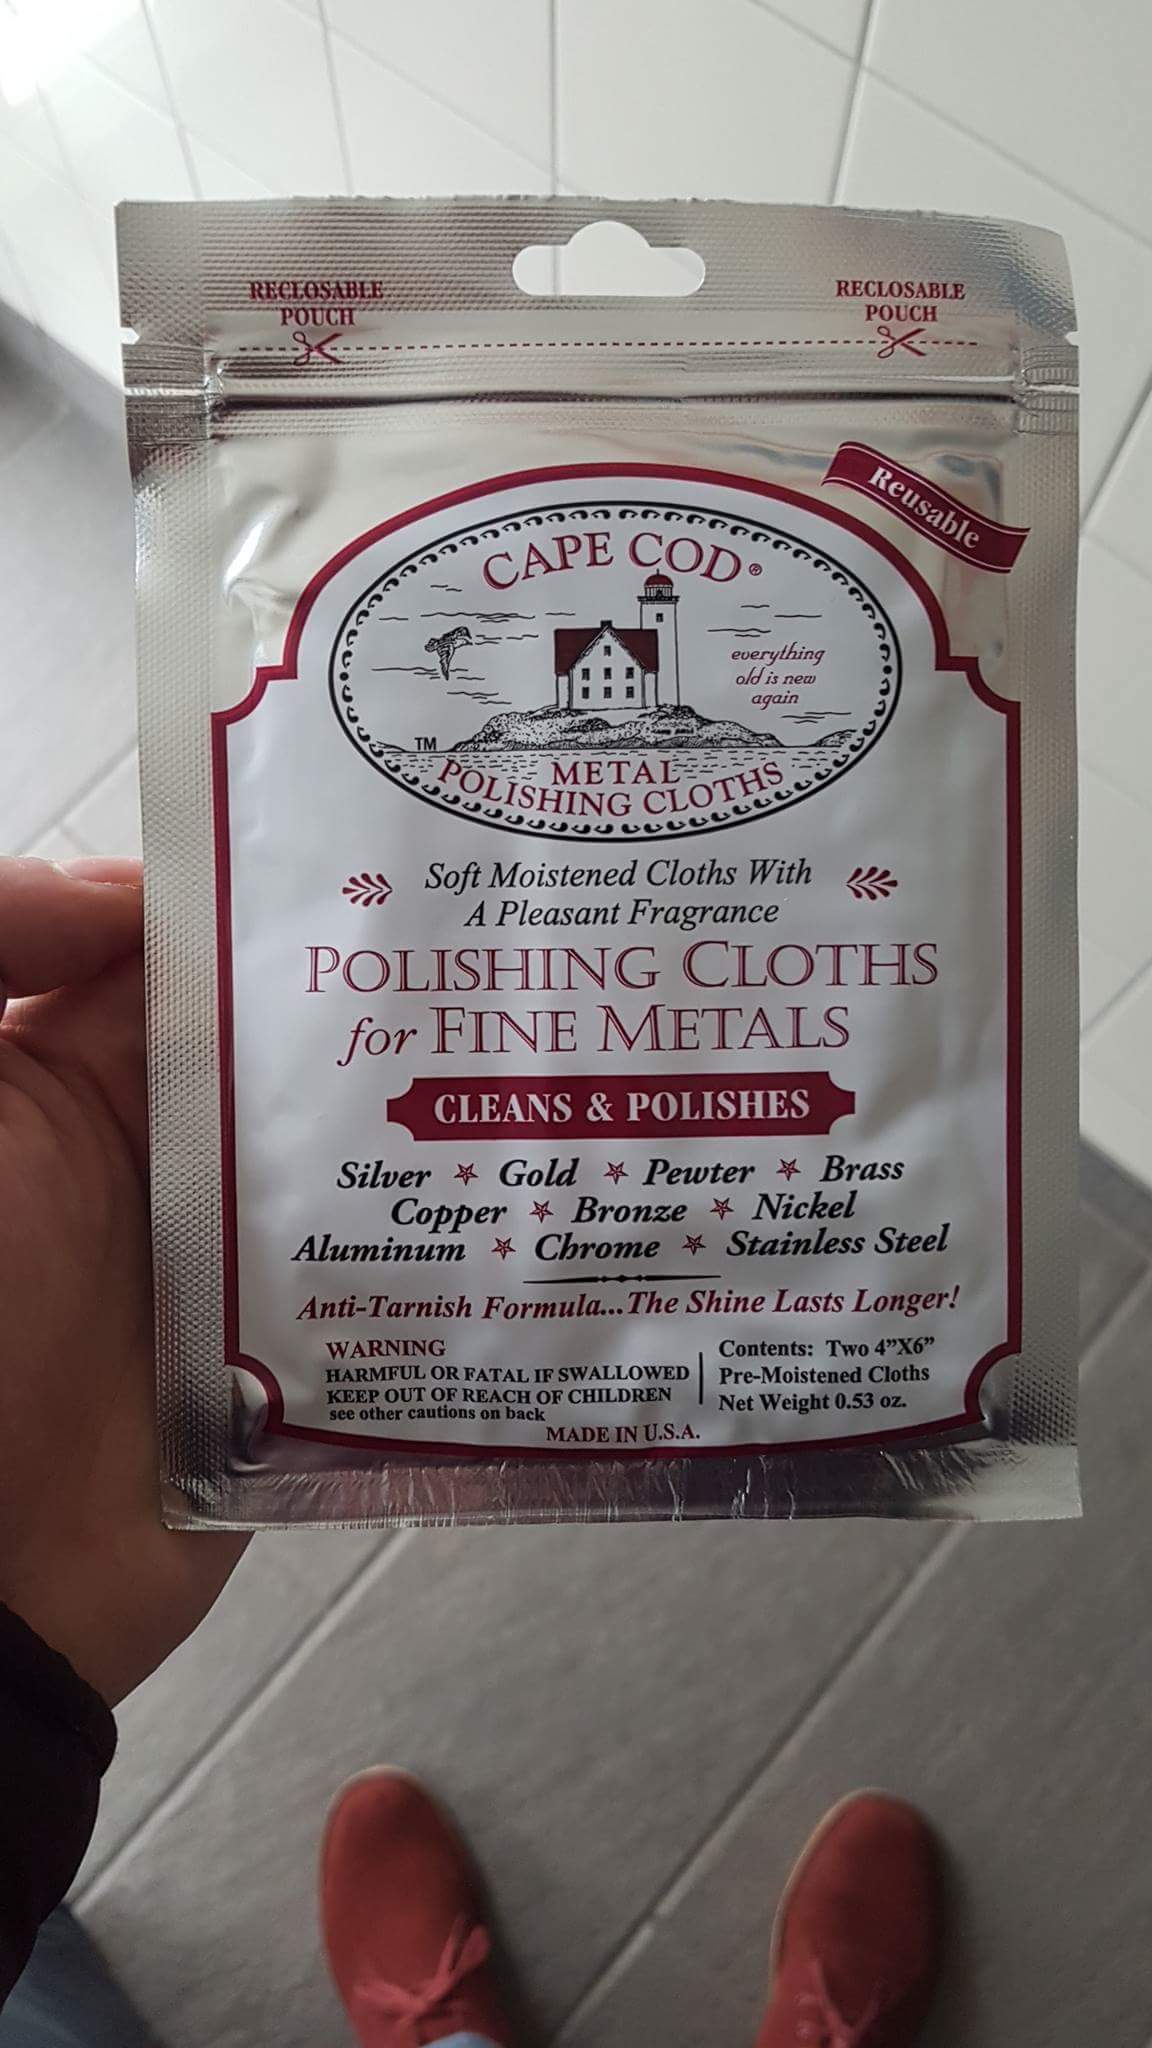 RECLOSABLE POUCH
RECLOSABLE POUCH
Reusable
CAPE COD®
everything
old is new
again
TM
METAL
POLISHING CLOTHS
Soft Moistened Cloths With
A Pleasant Fragrance
POLISHING CLOTHS
for FINE METALS
CLEANS & POLISHES
Silver ☆ Gold ☆ Pewter ☆ Brass
Copper ☆ Bronze ☆ Nickel
Aluminum ☆ Chrome ☆ Stainless Steel
Anti-Tarnish Formula...The Shine Lasts Longer!
WARNING
HARMFUL OR FATAL IF SWALLOWED
KEEP OUT OF REACH OF CHILDREN
see other cautions on back
Contents: Two 4”X6”
Pre-Moistened Cloths
Net Weight 0.53 oz.
MADE IN U.S.A.